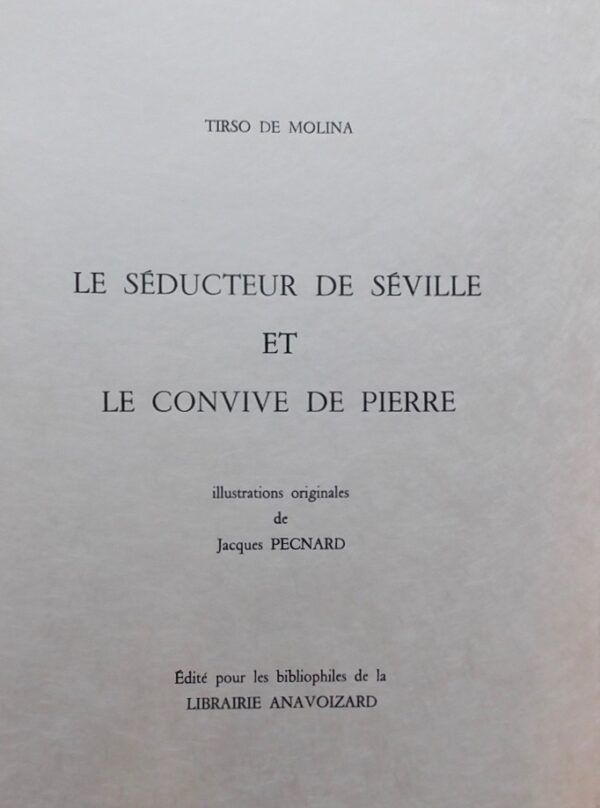 TIRSO DE MOLINA
LE SÉDUCTEUR DE SÉVILLE
ET
LE CONVIVE DE PIERRE
illustrations originales
de
Jacques PECNARD
Édité pour les bibliophiles de la
LIBRAIRIE ANAVOIZARD